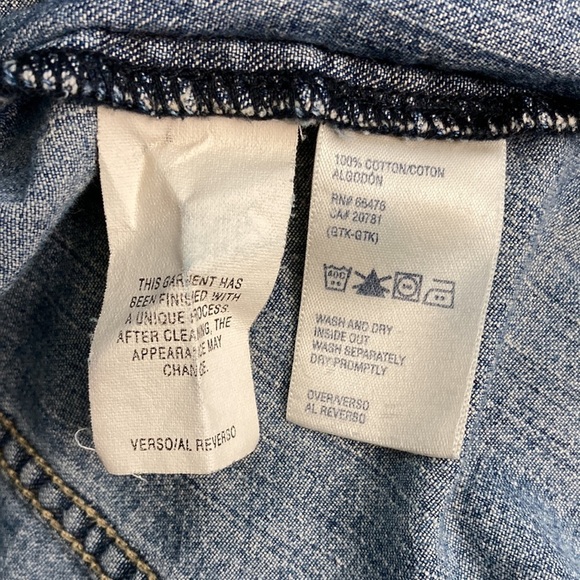 THIS GARMENT HAS
BEEN FINISHED WITH
A UNIQUE PROCESS.
AFTER CLEANING, THE
APPEARANCE MAY
CHANGE.
VERSO/AL REVERSO
100% COTTON/COTON
ALGODÓN
RN# 66476
CA# 20781
(GTK-GTK)
40C
WASH AND DRY
INSIDE OUT
WASH SEPARATELY
DRY PROMPTLY
OVER/VERSO
AL REVERSO